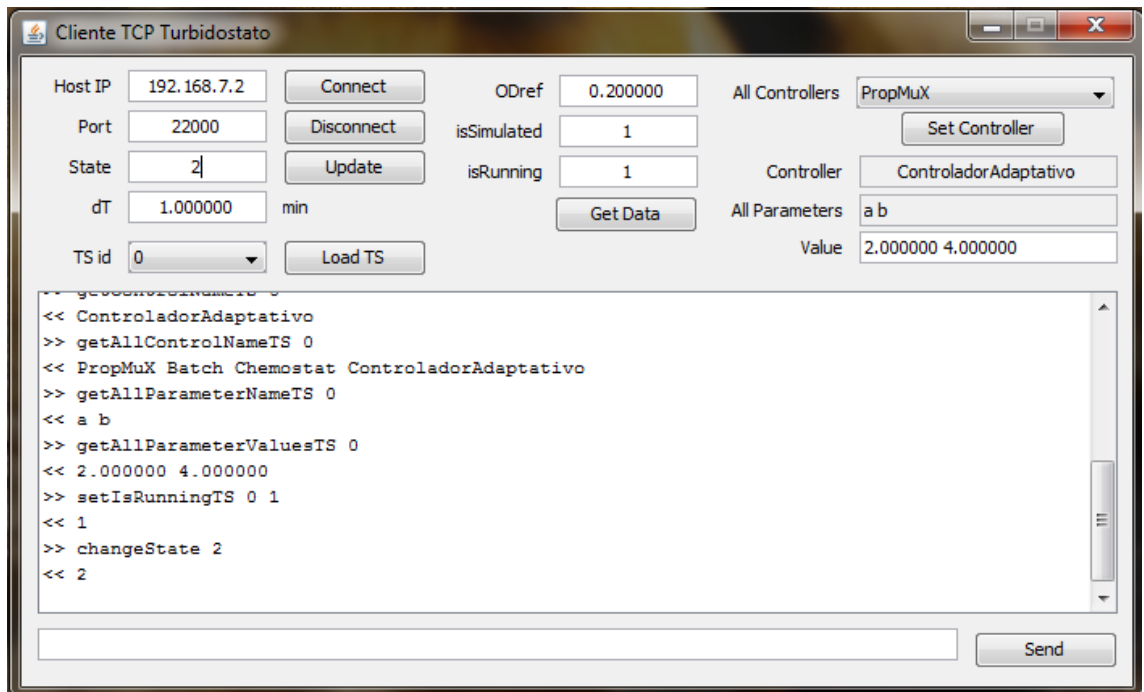 Cliente TCP Turbidostato
Host IP 192.168.7.2 Connect
Port 22000 Disconnect
State 2 Update
dT 1.000000 min
TS id 0 Load TS
ODref 0.200000
isSimulated 1
isRunning 1
Get Data
All Controllers PropMuX
Set Controller
Controller ControladorAdaptativo
All Parameters a b
Value 2.000000 4.000000
>> getControlNameTS 0
<< ControladorAdaptativo
>> getAllControlNameTS 0
<< PropMuX Batch Chemostat ControladorAdaptativo
>> getAllParameterNameTS 0
<< a b
>> getAllParameterValuesTS 0
<< 2.000000 4.000000
>> setIsRunningTS 0 1
<< 1
>> changeState 2
<< 2
Send